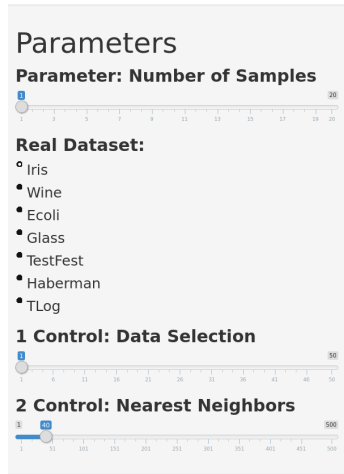 Parameters
Parameter: Number of Samples
1 20
1 3 5 7 9 11 13 15 17 19 20
Real Dataset:
Iris
Wine
Ecoli
Glass
TestFest
Haberman
TLog
1 Control: Data Selection
1 50
1 6 11 16 21 26 31 36 41 46 50
2 Control: Nearest Neighbors
1 40 500
1 51 101 151 201 251 301 351 401 451 500